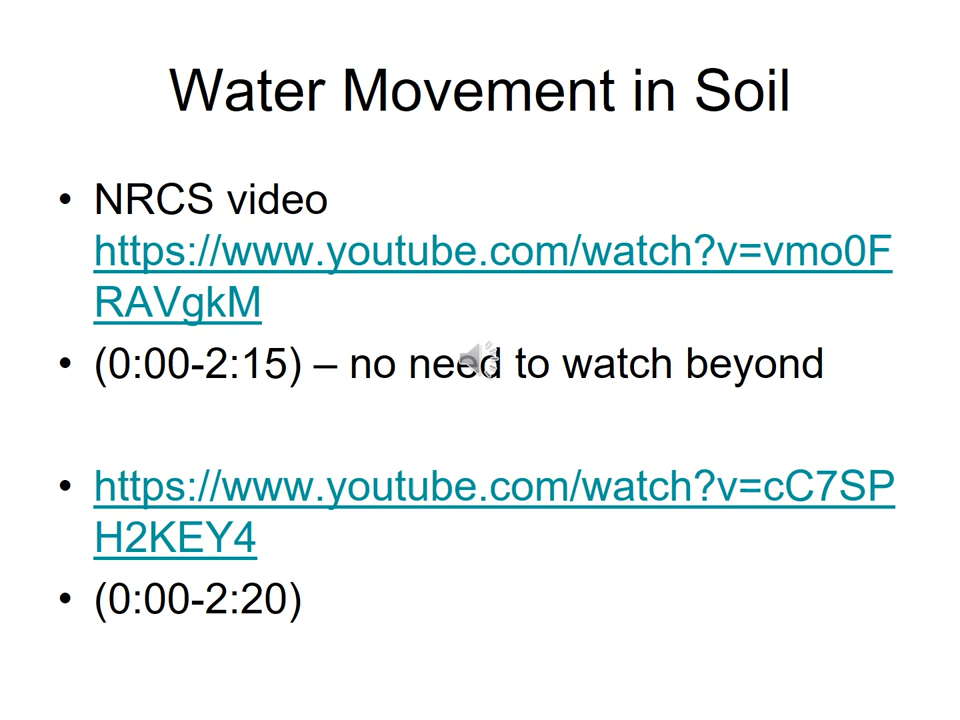 Water Movement in Soil
• NRCS video
https://www.youtube.com/watch?v=vmo0F
RAVgkM
• (0:00-2:15) – no need to watch beyond
• https://www.youtube.com/watch?v=cC7SP
H2KEY4
• (0:00-2:20)